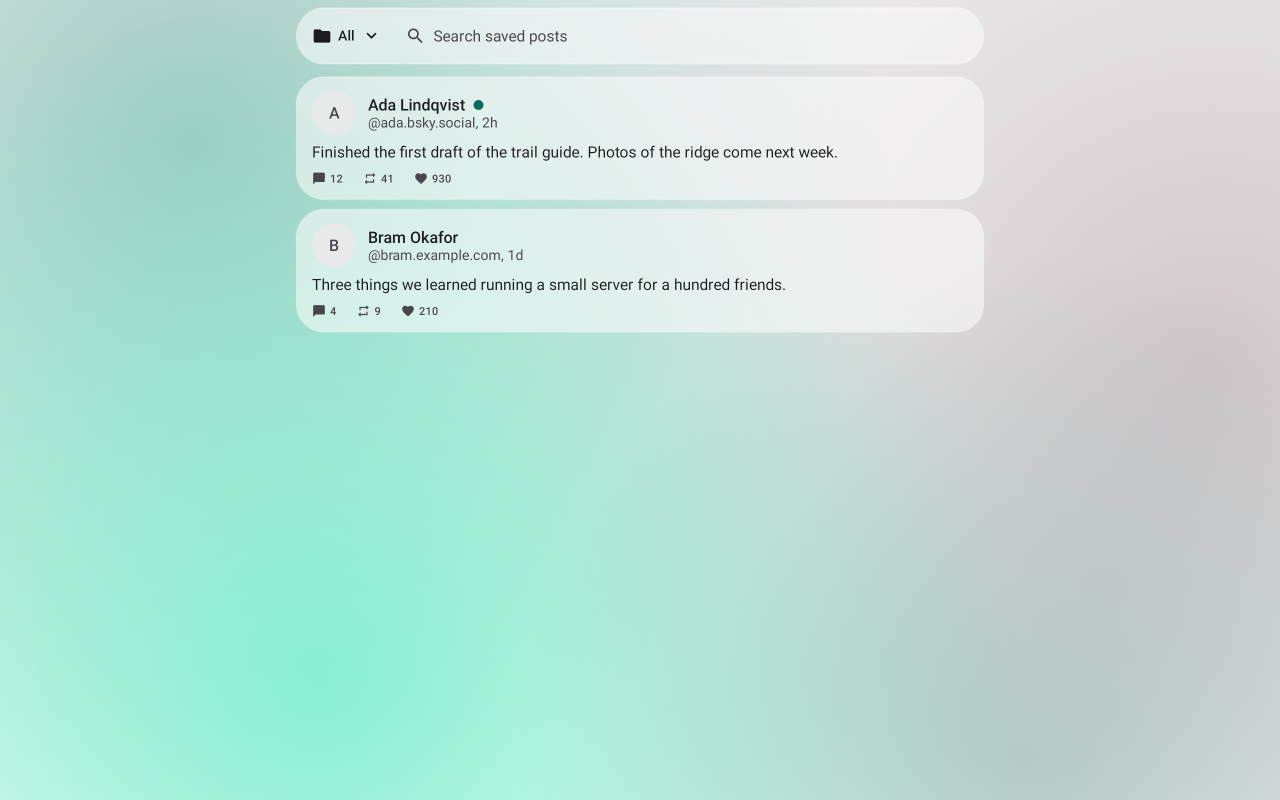 All
Search saved posts
A
Ada Lindqvist
@ada.bsky.social, 2h
Finished the first draft of the trail guide. Photos of the ridge come next week.
12 41 930
B
Bram Okafor
@bram.example.com, 1d
Three things we learned running a small server for a hundred friends.
4 9 210